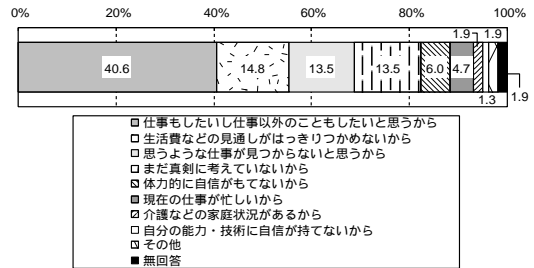 0% 20% 40% 60% 80% 100%
1.9 1.9
40.6 14.8 13.5 13.5 6.0 4.7
1.3 1.9
仕事もしたいし仕事以外のこともしたいと思うから
生活費などの見通しがはっきりつかめないから
思うような仕事が見つからないと思うから
まだ真剣に考えていないから
体力的に自信がもてないから
現在の仕事が忙しいから
介護などの家庭状況があるから
自分の能力・技術に自信が持てないから
その他
無回答